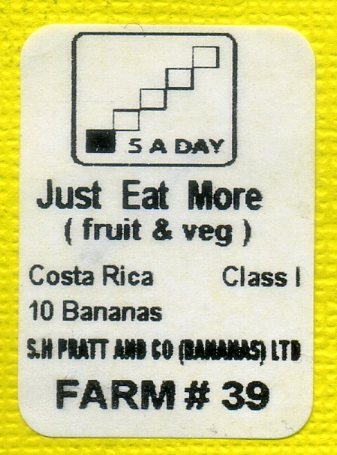 5 A DAY
Just Eat More
( fruit & veg )
Costa Rica Class I
10 Bananas
S.H PRATT AND CO (BANANAS) LTD
FARM # 39